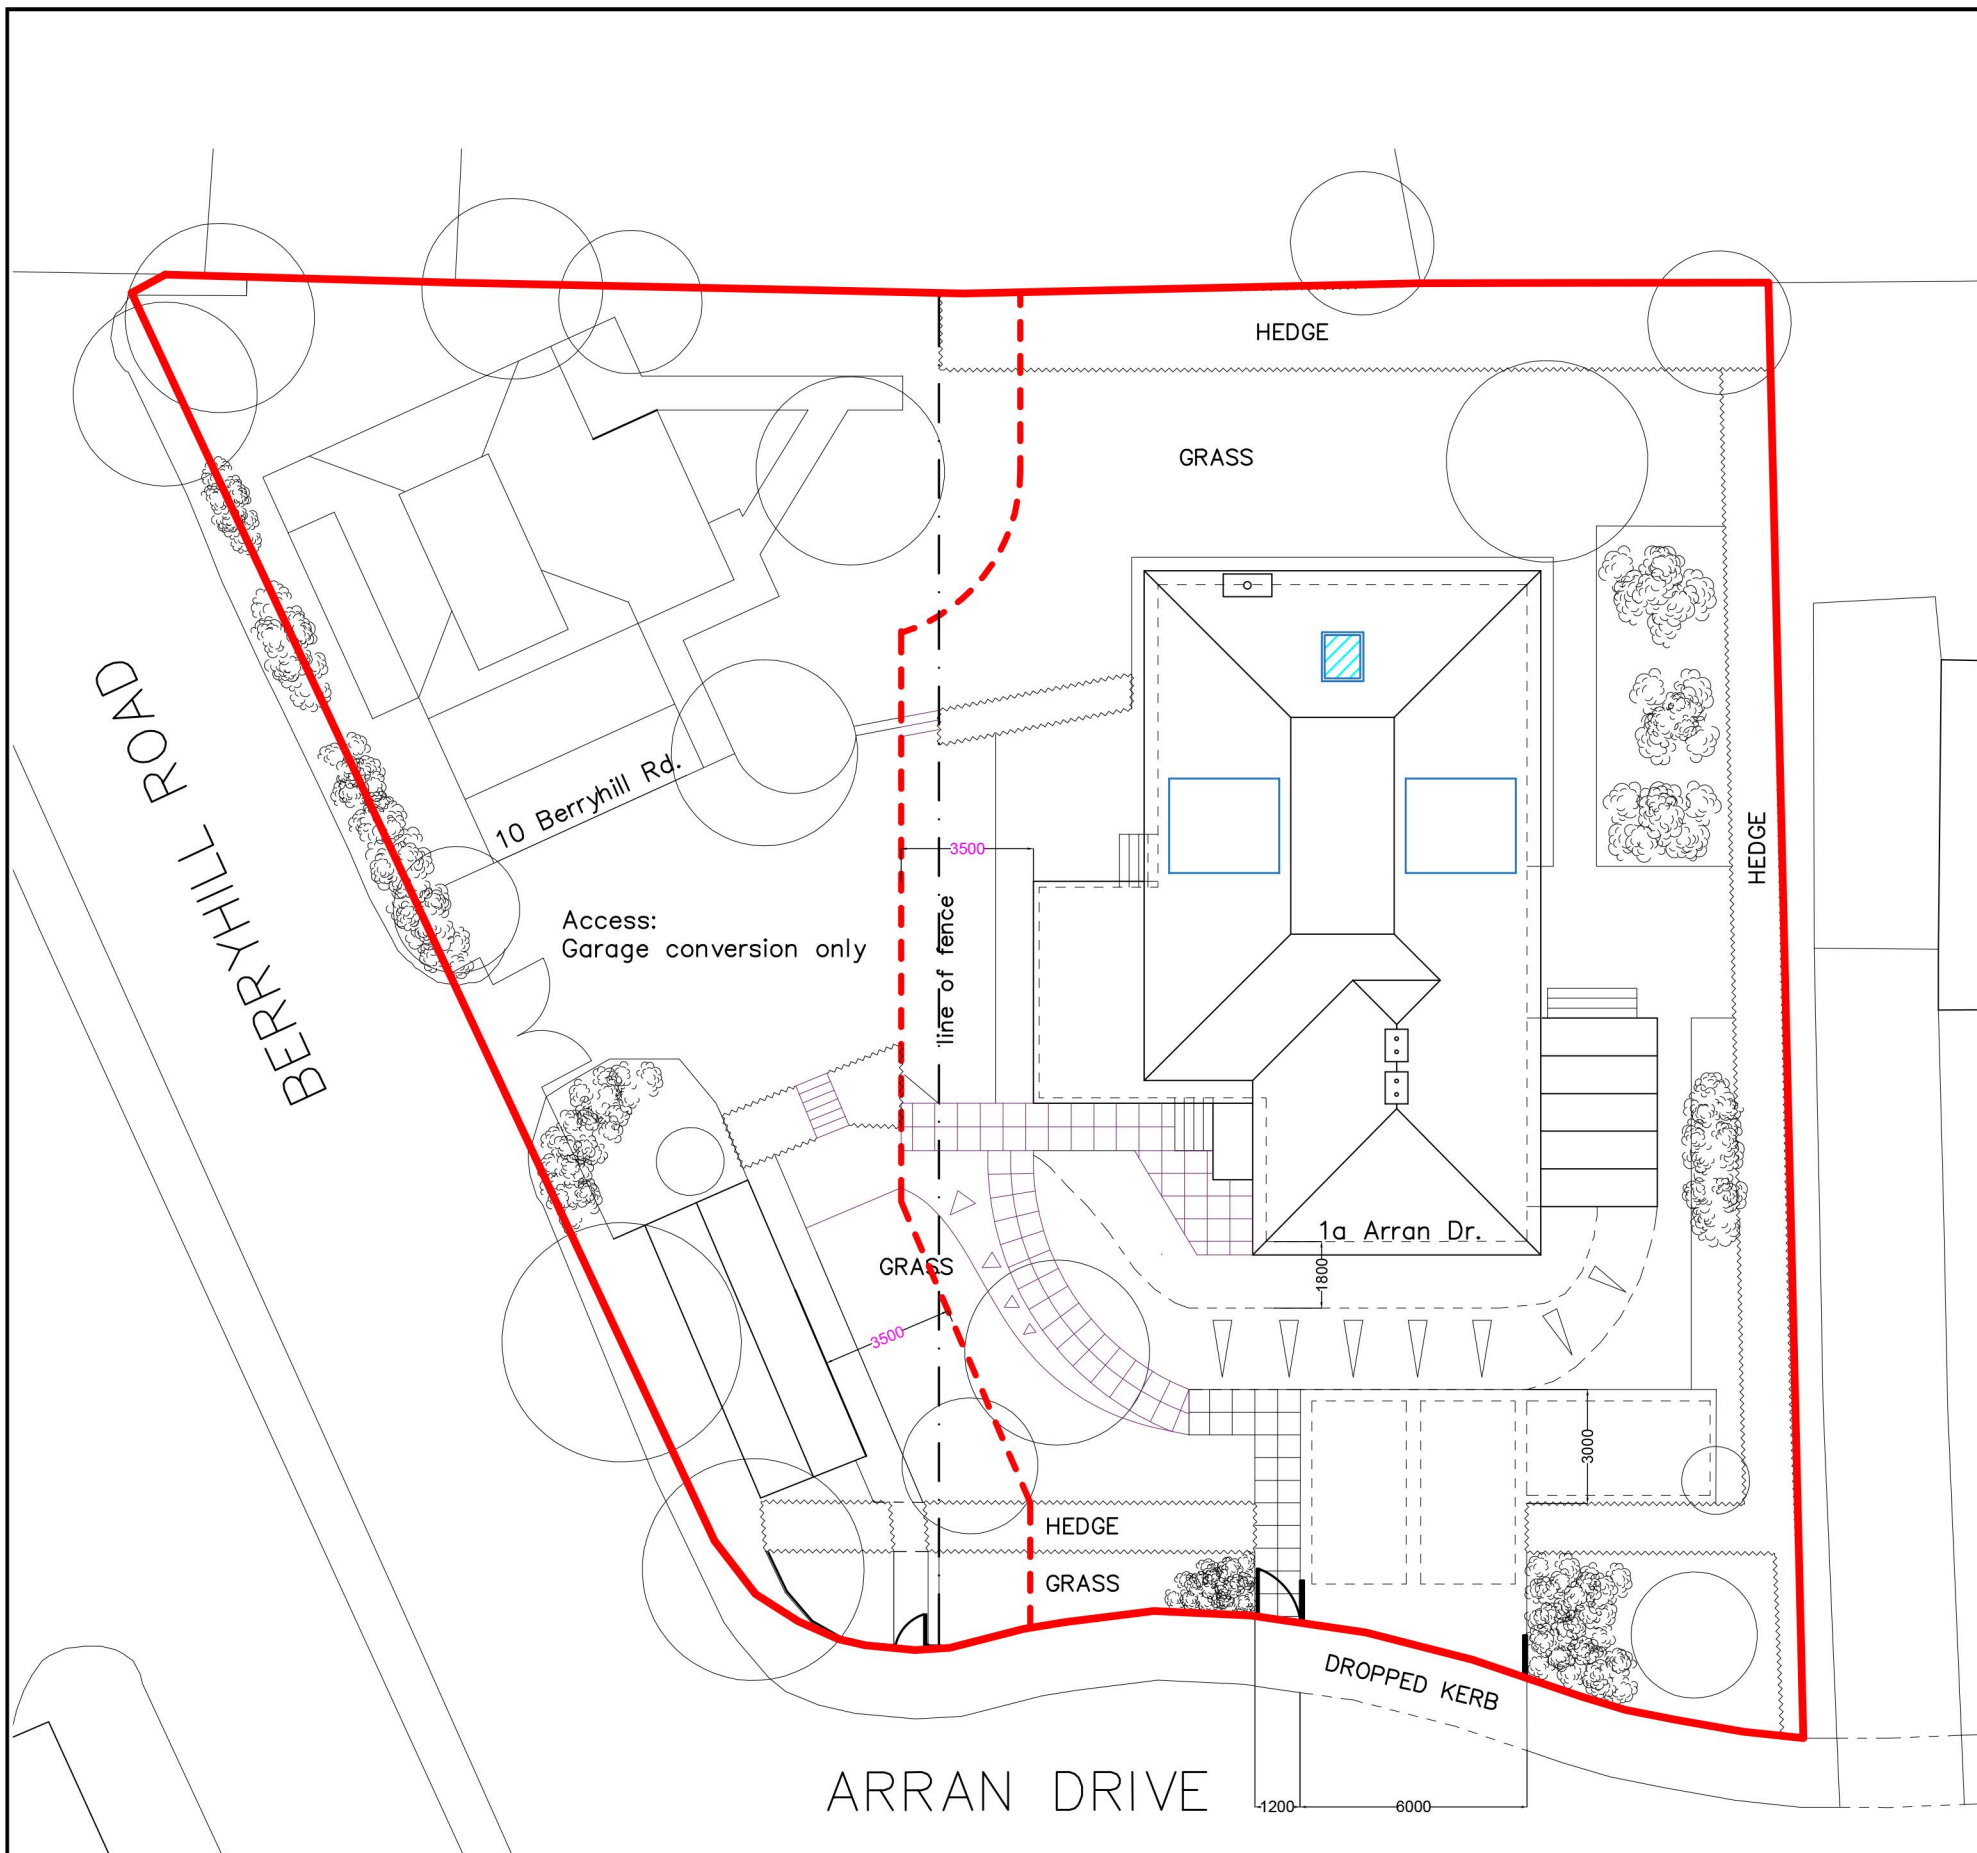 HEDGE
GRASS
BERRYHILL ROAD
10 Berryhill Rd.
HEDGE
3500
Access:
Garage conversion only
line of fence
1a Arran Dr.
GRASS
1800
3500
3000
HEDGE
GRASS
DROPPED KERB
ARRAN DRIVE
1200
6000